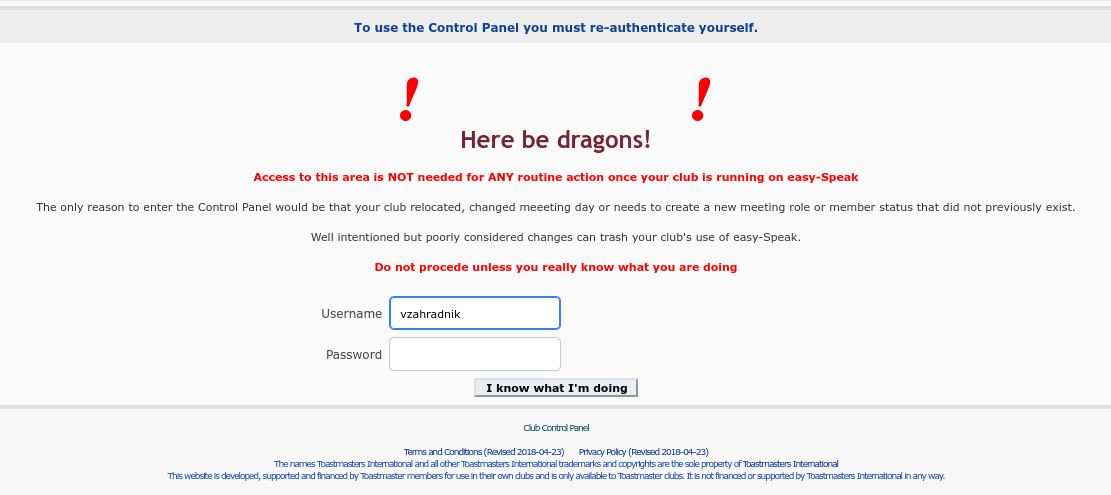 To use the Control Panel you must re-authenticate yourself.
! !
Here be dragons!
Access to this area is NOT needed for ANY routine action once your club is running on easy-Speak
The only reason to enter the Control Panel would be that your club relocated, changed meeeting day or needs to create a new meeting role or member status that did not previously exist.
Well intentioned but poorly considered changes can trash your club's use of easy-Speak.
Do not procede unless you really know what you are doing
Username vzahradnik
Password
I know what I'm doing
Club Control Panel
Terms and Conditions (Revised 2018-04-23) Privacy Policy (Revised 2018-04-23)
The names Toastmasters International and all other Toastmasters International trademarks and copyrights are the sole property of Toastmasters International
This website is developed, supported and financed by Toastmaster members for use in their own clubs and is only available to Toastmaster clubs. It is not financed or supported by Toastmasters International in any way.